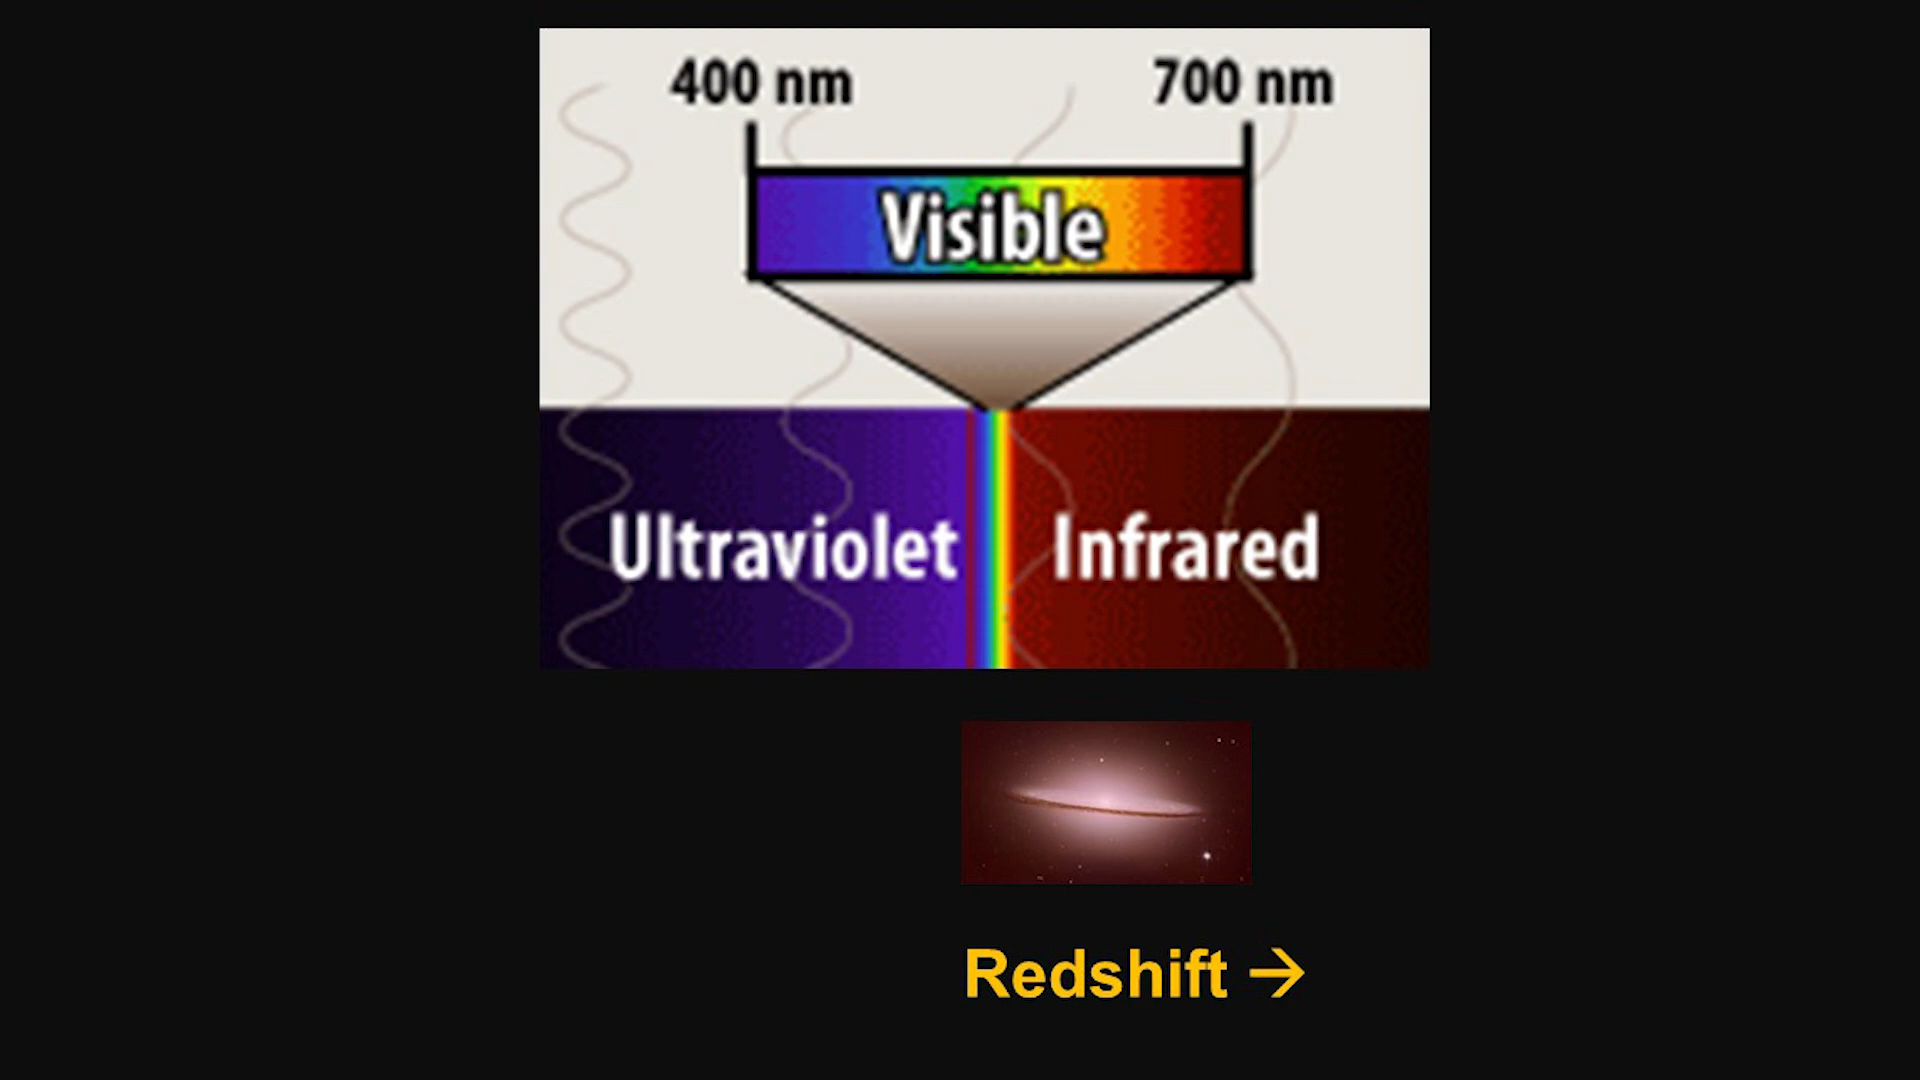 400 nm 700 nm
Visible
Ultraviolet Infrared
Redshift →